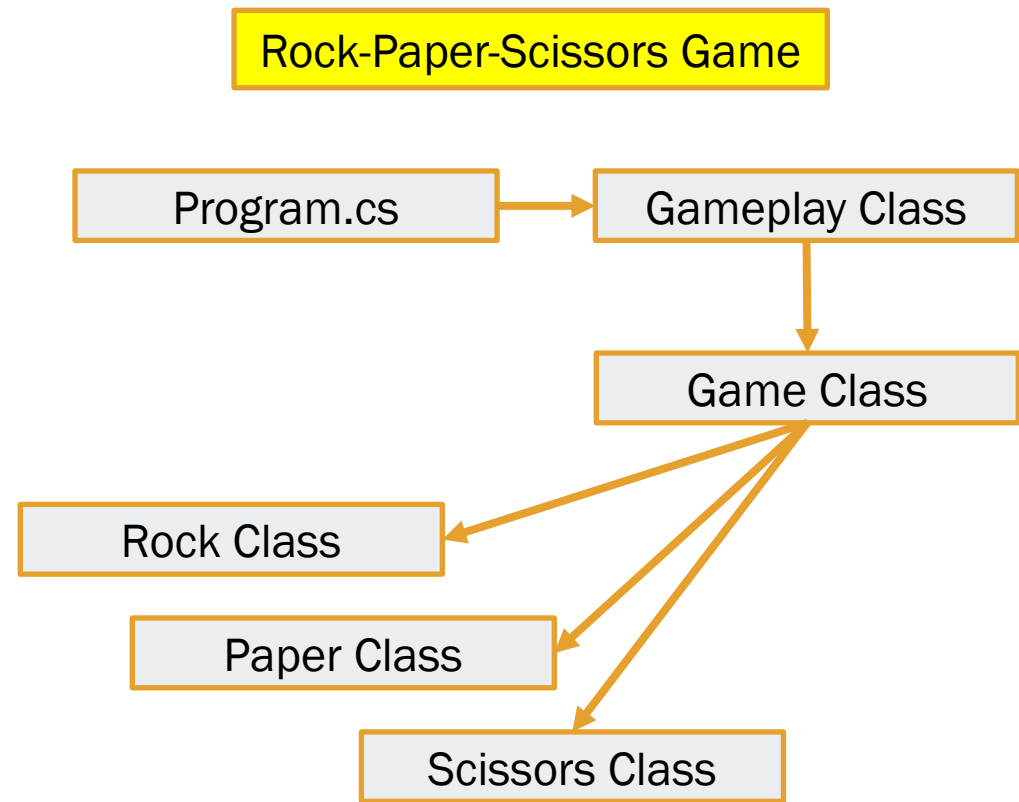 Rock-Paper-Scissors Game
Program.cs
Gameplay Class
Game Class
Rock Class
Paper Class
Scissors Class